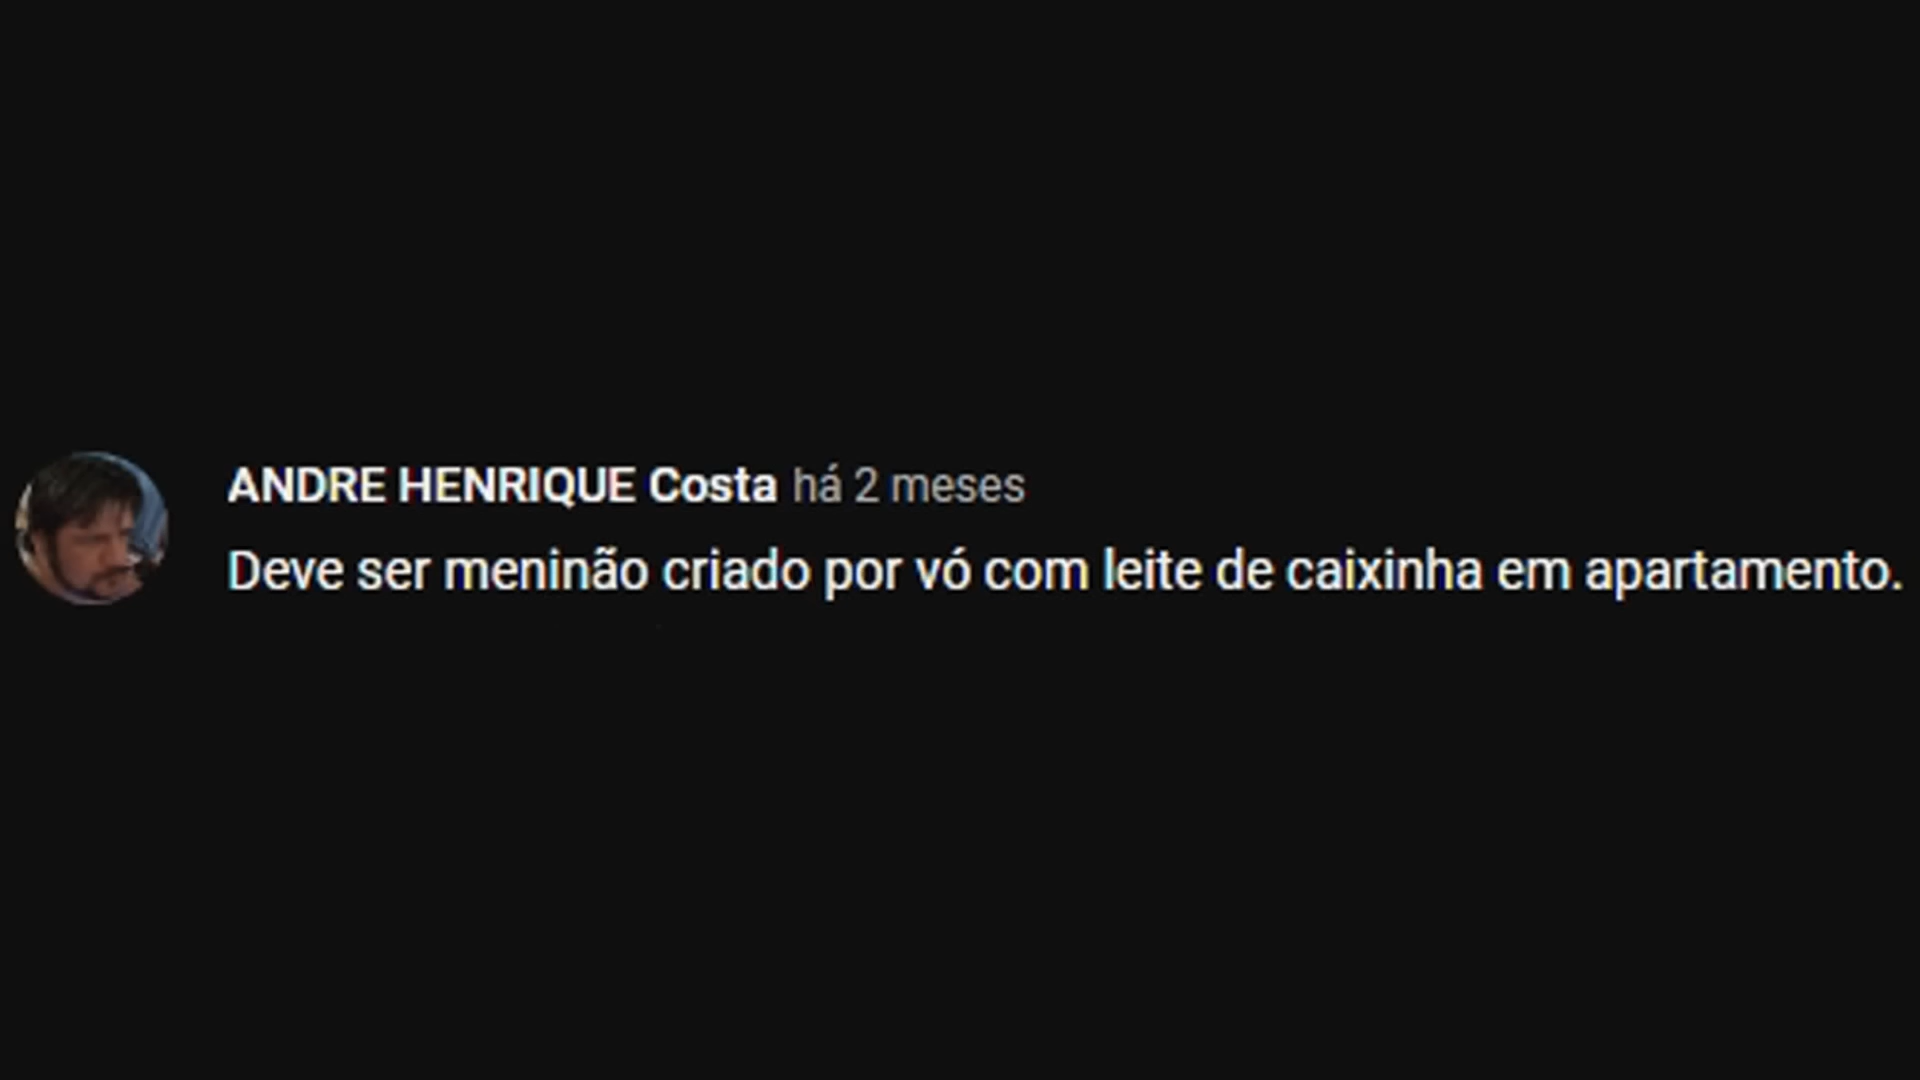 ANDRE HENRIQUE Costa há 2 meses
Deve ser meninão criado por vó com leite de caixinha em apartamento.